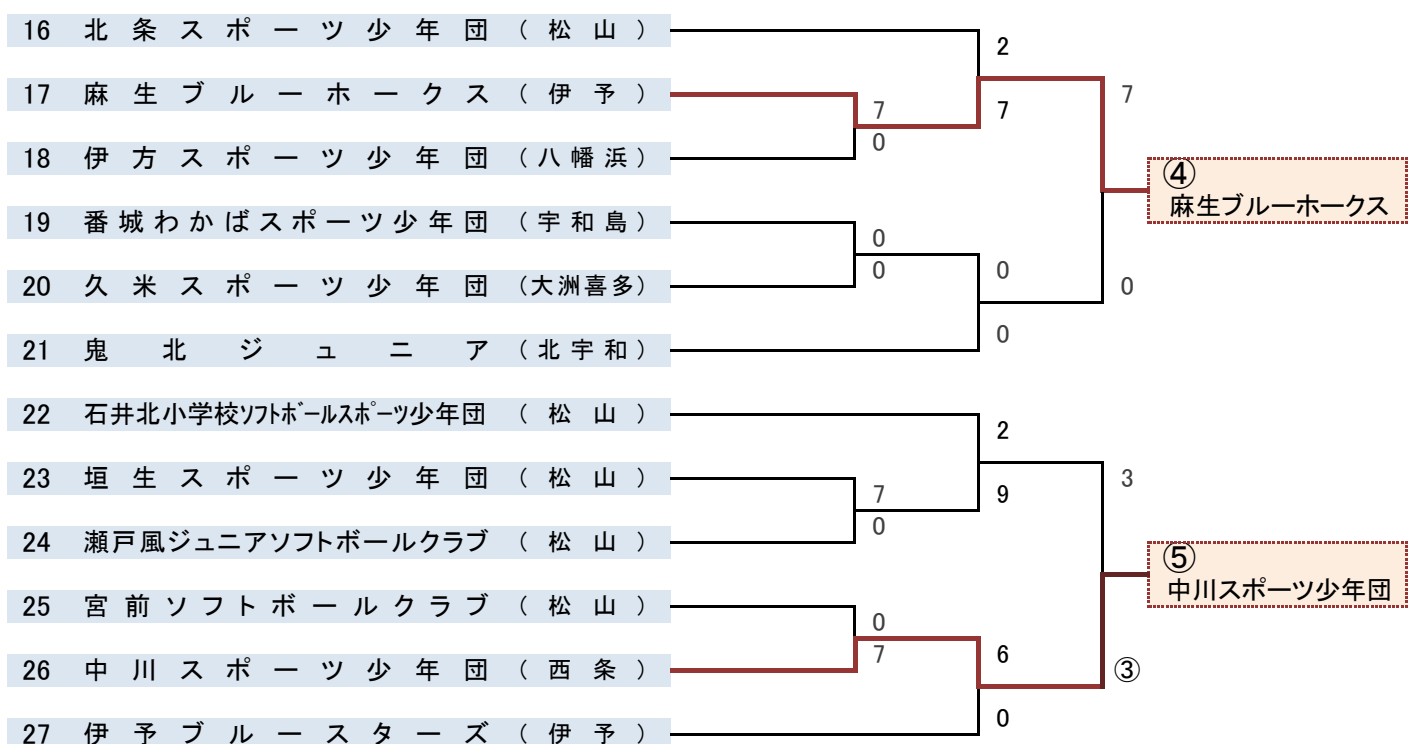 16 北条スポーツ少年団 (松山)
2
17 麻生ブルーホークス (伊予)
7
7
7
0
18 伊方スポーツ少年団 (八幡浜)
④
麻生ブルーホークス
19 番城わかばスポーツ少年団 (宇和島)
0
0
0
20 久米スポーツ少年団 (大洲喜多)
0
0
21 鬼北ジュニア (北宇和)
22 石井北小学校ｿﾌﾄﾎﾞｰﾙｽﾎﾟｰﾂ少年団 (松山)
2
23 垣生スポーツ少年団 (松山)
3
7
9
0
24 瀬戸風ジュニアソフトボールクラブ (松山)
⑤
中川スポーツ少年団
25 宮前ソフトボールクラブ (松山)
0
7
6
26 中川スポーツ少年団 (西条)
③
0
27 伊予ブルースターズ (伊予)